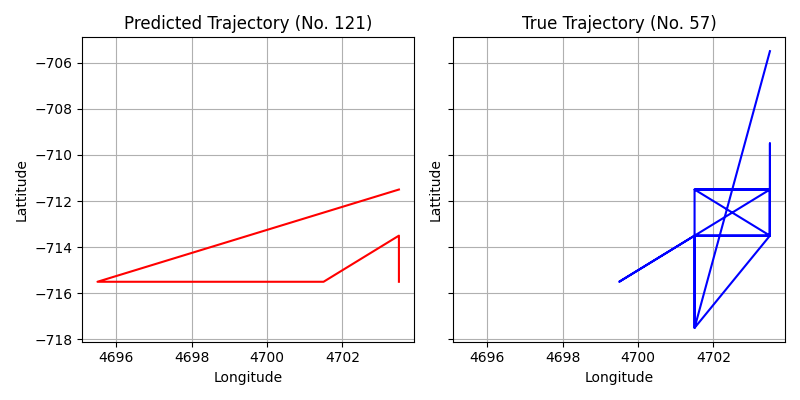 Predicted Trajectory (No. 121)
True Trajectory (No. 57)
−706
−708
−710
−712
−714
−716
−718
Lattitude
Lattitude
4696 4698 4700 4702
4696 4698 4700 4702
Longitude
Longitude